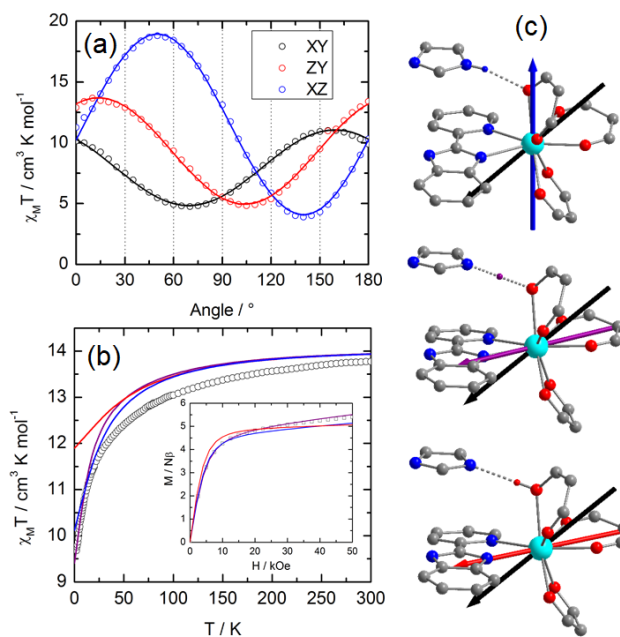 (a)
XY
ZY
XZ
χMT / cm³ K mol⁻¹
20
15
10
5
0
0 30 60 90 120 150 180
Angle / °
(b)
χMT / cm³ K mol⁻¹
14
13
12
11
10
9
0 50 100 150 200 250 300
T / K
M / Nβ
6
5
4
3
2
1
0
0 10 20 30 40 50
H / kOe
(c)